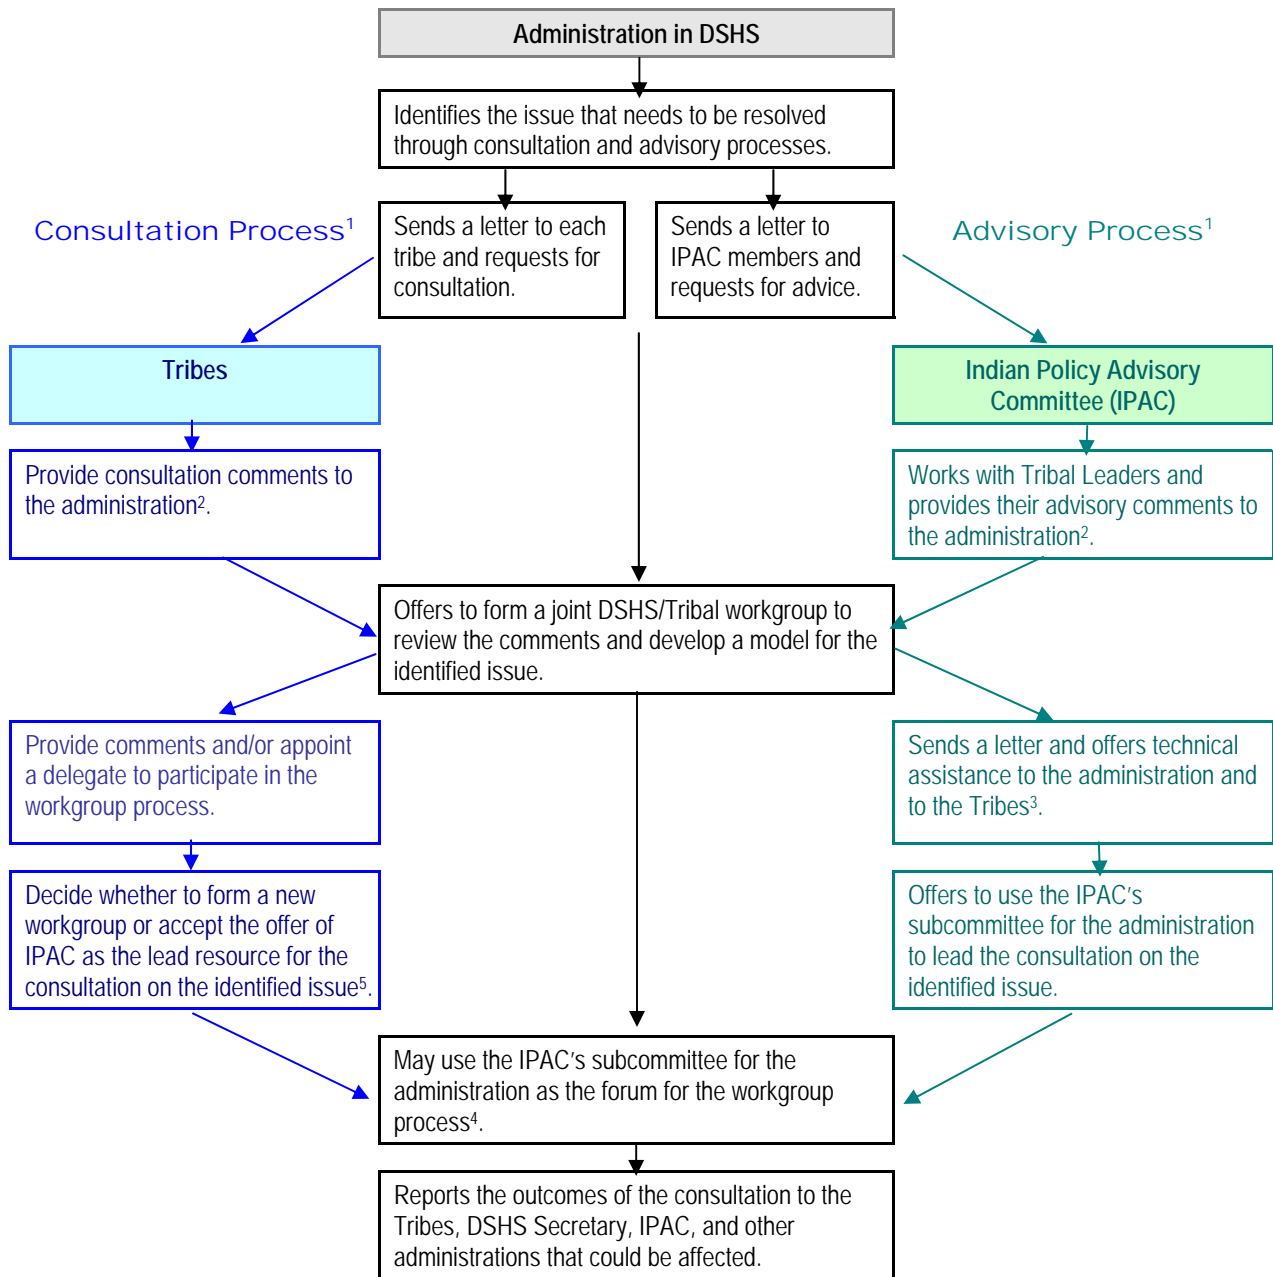 Administration in DSHS
Identifies the issue that needs to be resolved
through consultation and advisory processes.
Consultation Process¹
Sends a letter to each
tribe and requests for
consultation.
Sends a letter to
IPAC members and
requests for advice.
Advisory Process¹
Tribes
Indian Policy Advisory
Committee (IPAC)
Provide consultation comments to
the administration².
Works with Tribal Leaders and
provides their advisory comments to
the administration².
Offers to form a joint DSHS/Tribal workgroup to
review the comments and develop a model for the
identified issue.
Provide comments and/or appoint
a delegate to participate in the
workgroup process.
Sends a letter and offers technical
assistance to the administration and
to the Tribes³.
Decide whether to form a new
workgroup or accept the offer of
IPAC as the lead resource for the
consultation on the identified issue⁵.
Offers to use the IPAC's
subcommittee for the administration
to lead the consultation on the
identified issue.
May use the IPAC's subcommittee for the
administration as the forum for the workgroup
process⁴.
Reports the outcomes of the consultation to the
Tribes, DSHS Secretary, IPAC, and other
administrations that could be affected.